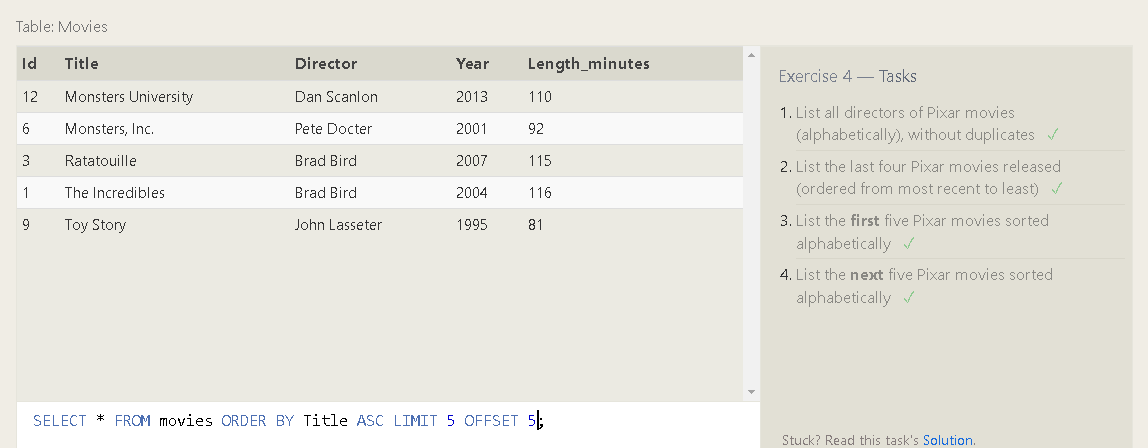 Table: Movies
Id Title Director Year Length_minutes
12 Monsters University Dan Scanlon 2013 110
6 Monsters, Inc. Pete Docter 2001 92
3 Ratatouille Brad Bird 2007 115
1 The Incredibles Brad Bird 2004 116
9 Toy Story John Lasseter 1995 81
SELECT * FROM movies ORDER BY Title ASC LIMIT 5 OFFSET 5;
Exercise 4 — Tasks
1. List all directors of Pixar movies
(alphabetically), without duplicates ✓
2. List the last four Pixar movies released
(ordered from most recent to least) ✓
3. List the first five Pixar movies sorted
alphabetically ✓
4. List the next five Pixar movies sorted
alphabetically ✓
Stuck? Read this task's Solution.